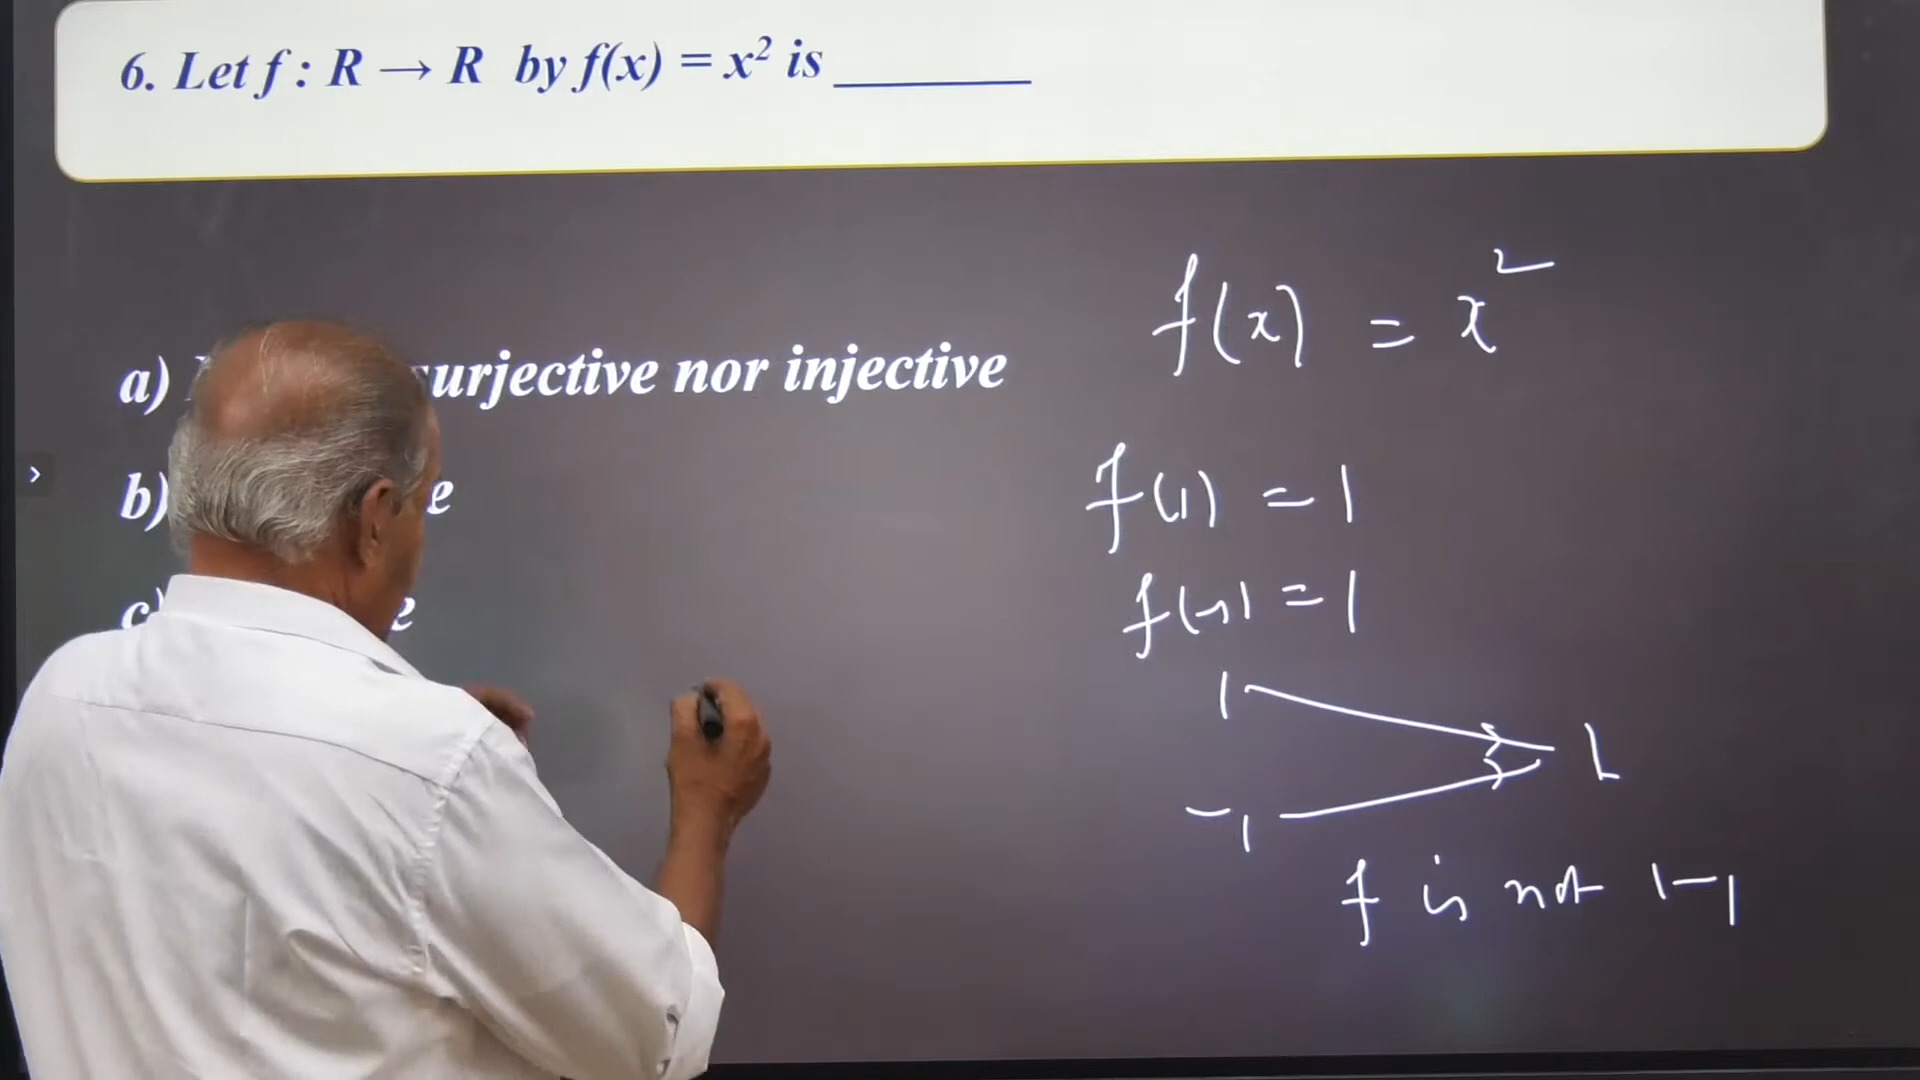 6. Let f : R → R by f(x) = x² is ________
a) urjective nor injective
b) e
c) e
f(x) = x²
f(1) = 1
f(-1) = 1
1
1
-1
f is not 1-1